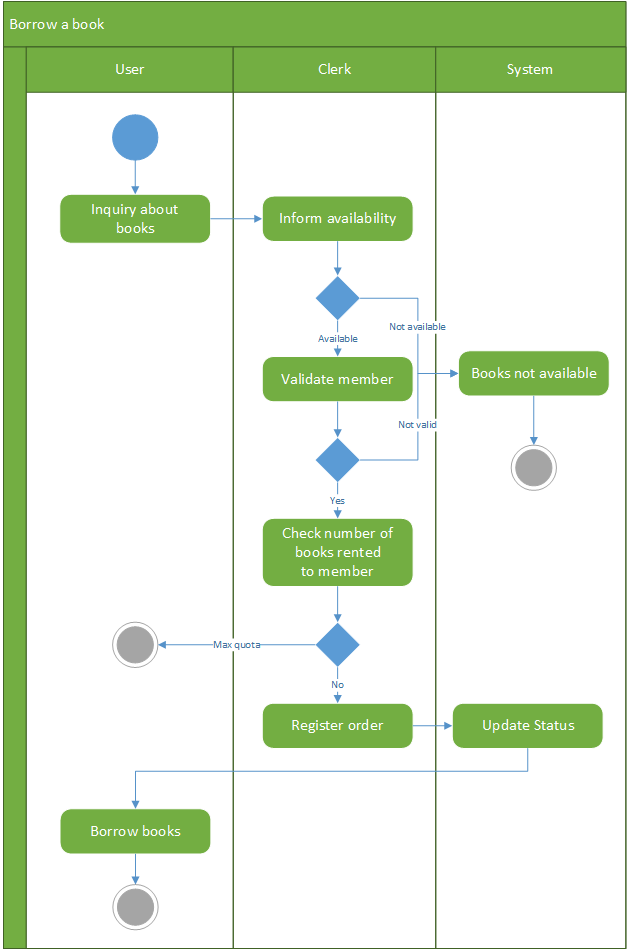 Borrow a book
User
Clerk
System
Inquiry about
books
Inform availability
Not available
Available
Validate member
Books not available
Not valid
Yes
Check number of
books rented
to member
Max quota
No
Register order
Update Status
Borrow books